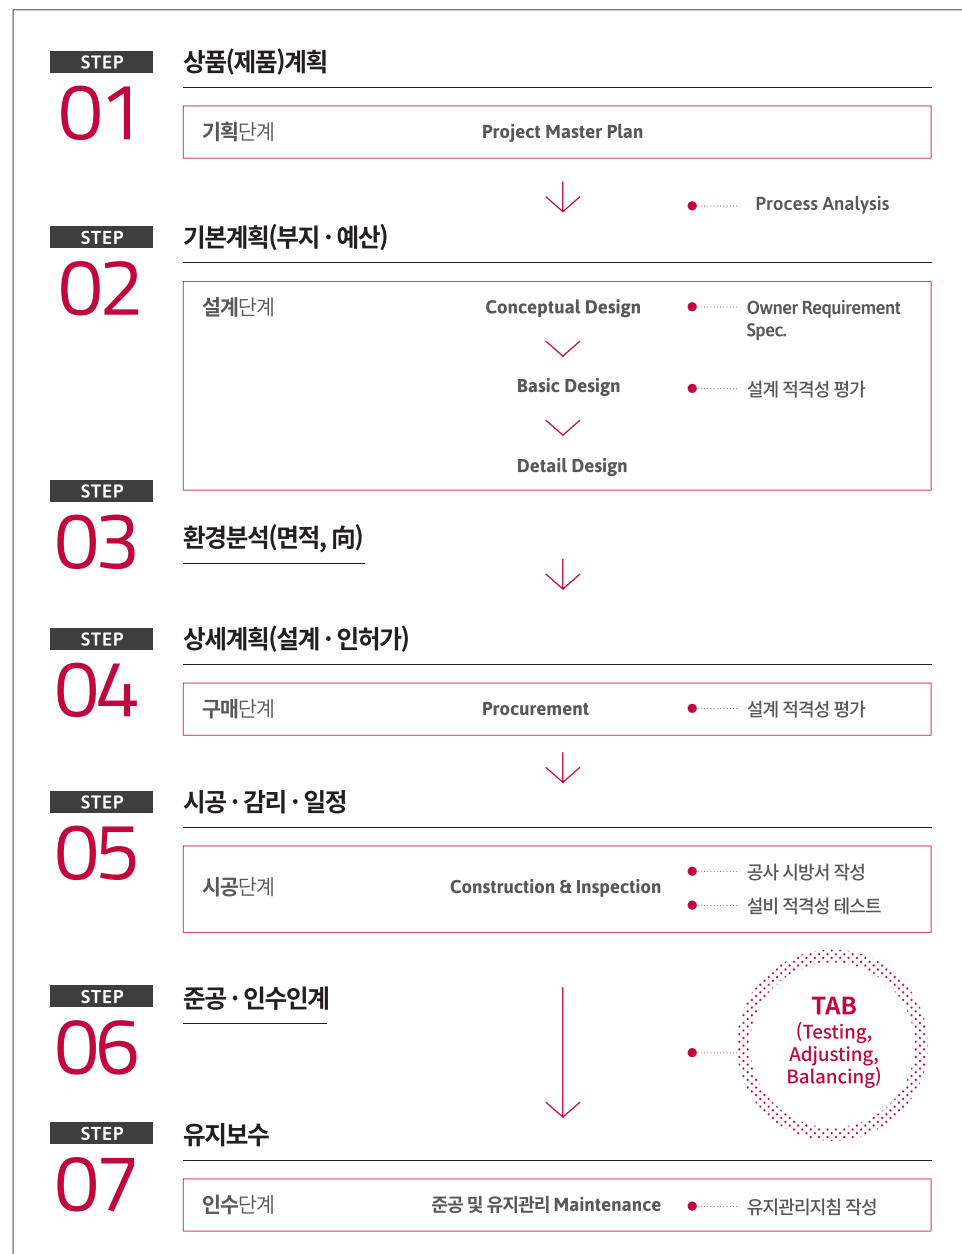 STEP
01
상품(제품)계획
기획단계
Project Master Plan
Process Analysis
STEP
02
기본계획(부지 · 예산)
설계단계
Conceptual Design
Owner Requirement
Spec.
Basic Design
설계 적격성 평가
Detail Design
STEP
03
환경분석(면적, 向)
STEP
04
상세계획(설계 · 인허가)
구매단계
Procurement
설계 적격성 평가
STEP
05
시공 · 감리 · 일정
시공단계
Construction & Inspection
공사 시방서 작성
설비 적격성 테스트
STEP
06
준공 · 인수인계
TAB
(Testing,
Adjusting,
Balancing)
STEP
07
유지보수
인수단계
준공 및 유지관리 Maintenance
유지관리지침 작성